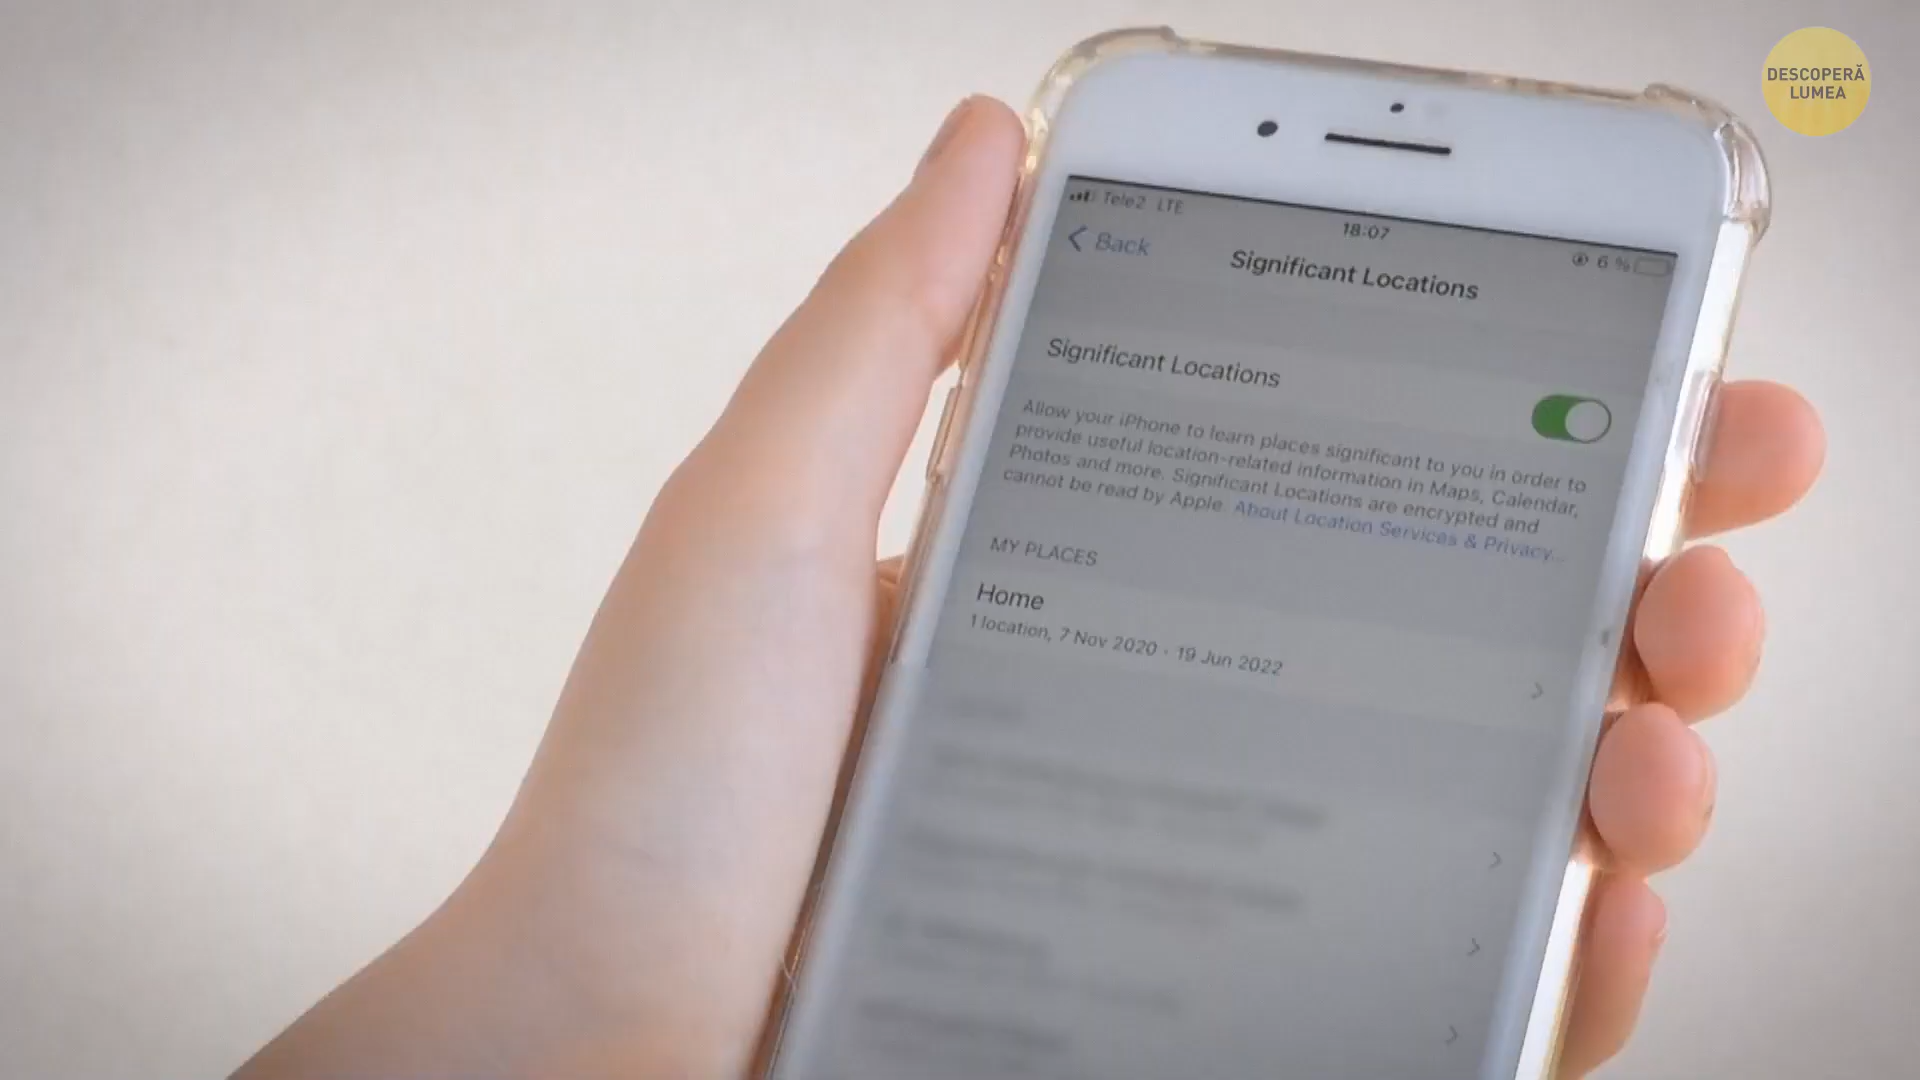 DESCOPERĂ
LUMEA
Tele2 LTE
18:07
6 %
Back
Significant Locations
Significant Locations
Allow your iPhone to learn places significant to you in order to
provide useful location-related information in Maps, Calendar,
Photos and more. Significant Locations are encrypted and
cannot be read by Apple. About Location Services & Privacy...
MY PLACES
Home
1 location, 7 Nov 2020 - 19 Jun 2022